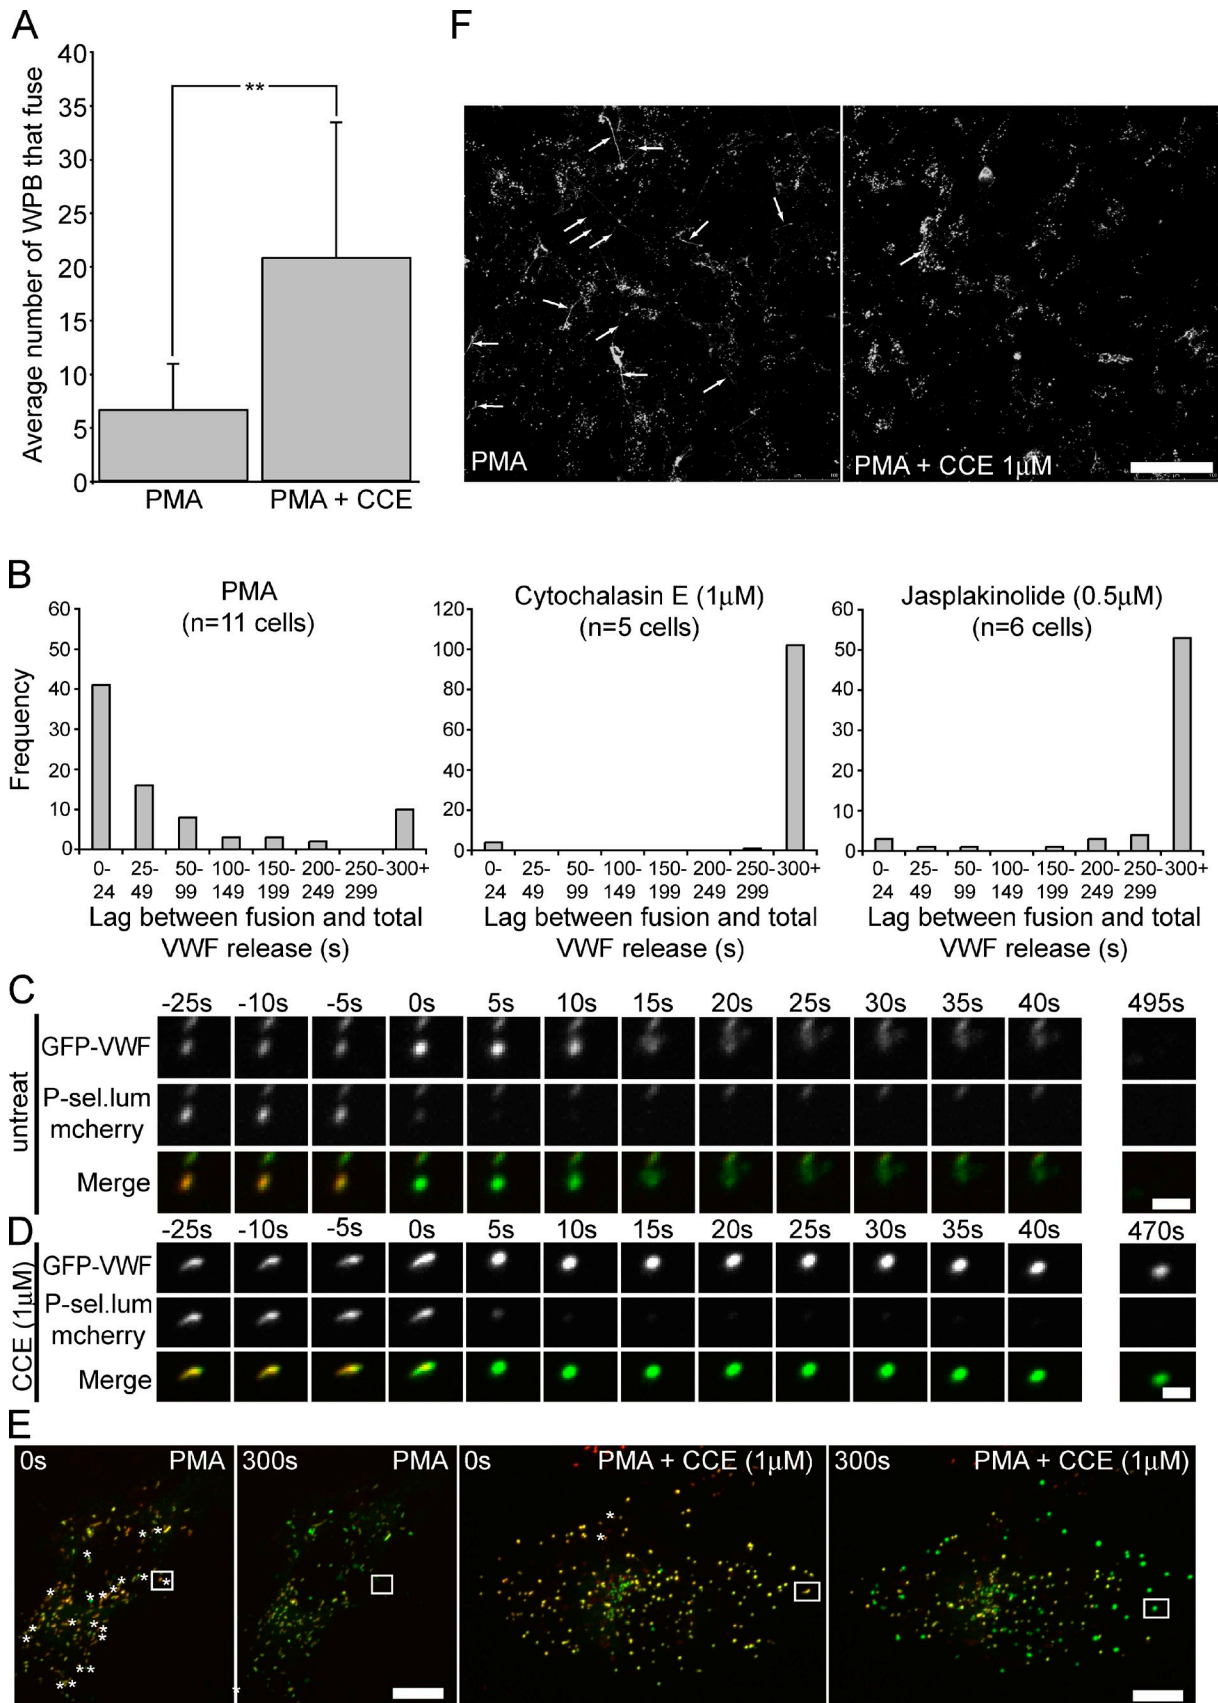 A
40
35
30
25
20
15
10
5
0
Average number of WPB that fuse
**
PMA
PMA + CCE
F
PMA
PMA + CCE 1μM
B
PMA
(n=11 cells)
60
50
40
30
20
10
0
Frequency
0-24
25-49
50-99
100-149
150-199
200-249
250-299
300+
Lag between fusion and total
VWF release (s)
Cytochalasin E (1μM)
(n=5 cells)
120
100
80
60
40
20
0
0-24
25-49
50-99
100-149
150-199
200-249
250-299
300+
Lag between fusion and total
VWF release (s)
Jasplakinolide (0.5μM)
(n=6 cells)
60
50
40
30
20
10
0
0-24
25-49
50-99
100-149
150-199
200-249
250-299
300+
Lag between fusion and total
VWF release (s)
C
-25s -10s -5s 0s 5s 10s 15s 20s 25s 30s 35s 40s 495s
untreat
GFP-VWF
P-sel.lum
mcherry
Merge
D
-25s -10s -5s 0s 5s 10s 15s 20s 25s 30s 35s 40s 470s
CCE (1μM)
GFP-VWF
P-sel.lum
mcherry
Merge
E
0s PMA
300s PMA
0s PMA + CCE (1μM)
300s PMA + CCE (1μM)